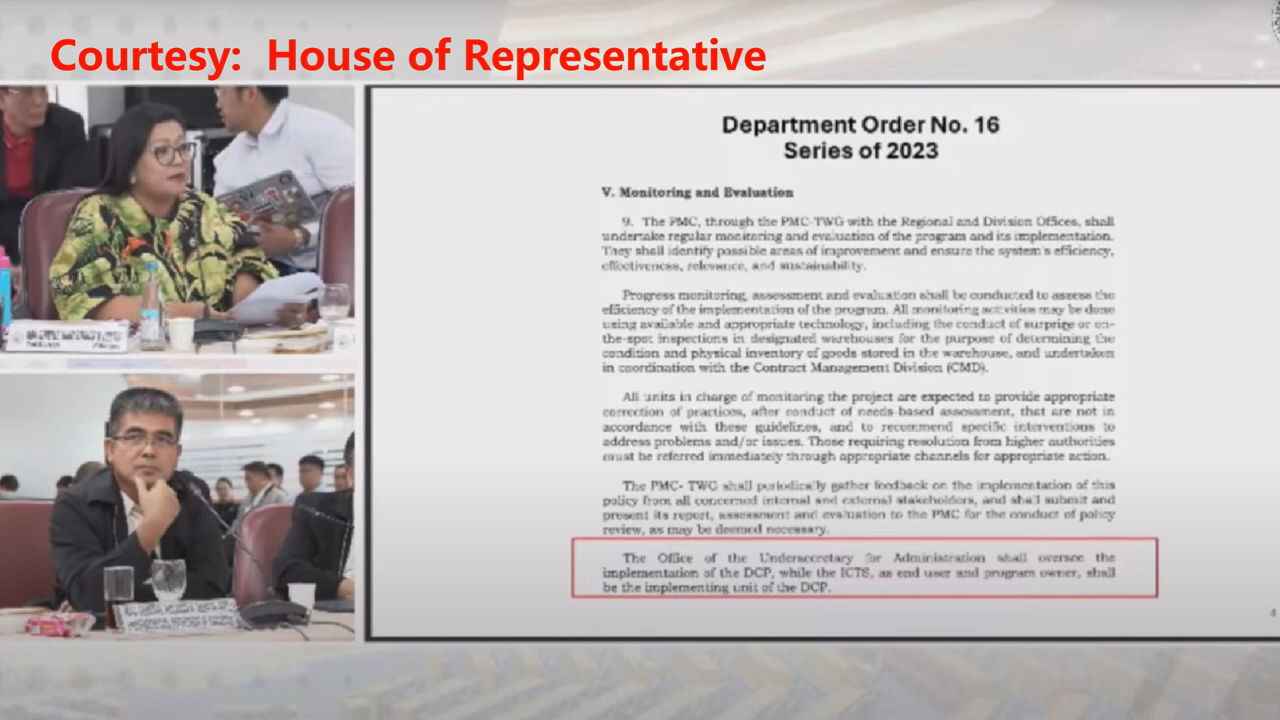 Courtesy: House of Representative
Department Order No. 16
Series of 2023
V. Monitoring and Evaluation
9. The PMC, through the PMC-TWG with the Regional and Division Offices, shall
undertake regular monitoring and evaluation of the program and its implementation.
They shall identify possible areas of improvement and ensure the system's efficiency,
effectiveness, relevance, and sustainability.
Progress monitoring, assessment and evaluation shall be conducted to assess the
efficiency of the implementation of the program. All monitoring activities may be done
using available and appropriate technology, including the conduct of surprise or on-
the-spot inspections in designated warehouses for the purpose of determining the
condition and physical inventory of goods stored in the warehouse, and undertaken
in coordination with the Contract Management Division (CMD).
All units in charge of monitoring the project are expected to provide appropriate
correction of practices, after conduct of needs-based assessment, that are not in
accordance with these guidelines, and to recommend specific interventions to
address problems and/or issues. Those requiring resolution from higher authorities
must be referred immediately through appropriate channels for appropriate action.
The PMC- TWG shall periodically gather feedback on the implementation of this
policy from all concerned internal and external stakeholders, and shall submit and
present its report, assessment and evaluation to the PMC for the conduct of policy
review, as may be deemed necessary.
The Office of the Undersecretary for Administration shall oversee the
implementation of the DCP, while the ICTS, as end user and program owner, shall
be the implementing unit of the DCP.
4